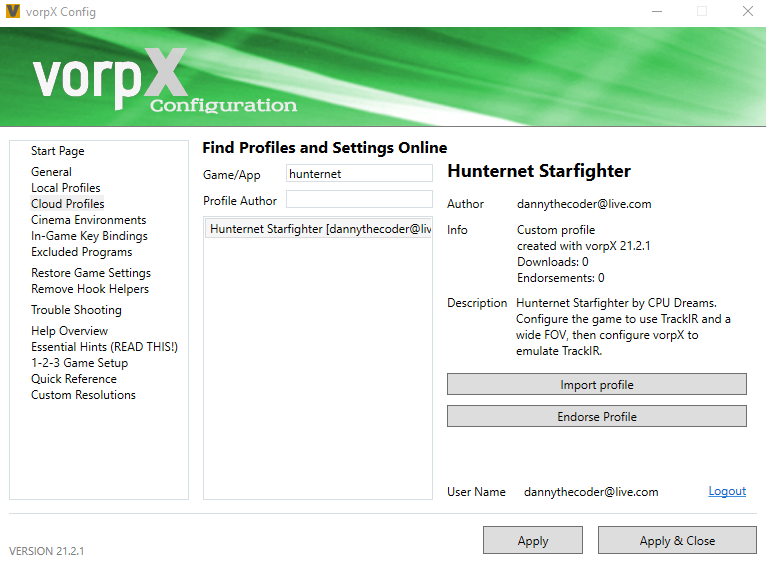 vorpX Config
vorpX
Configuration
Start Page
General
Local Profiles
Cloud Profiles
Cinema Environments
In-Game Key Bindings
Excluded Programs
Restore Game Settings
Remove Hook Helpers
Trouble Shooting
Help Overview
Essential Hints (READ THIS!)
1-2-3 Game Setup
Quick Reference
Custom Resolutions
Find Profiles and Settings Online
Game/App hunternet
Profile Author
Hunternet Starfighter [dannythecoder@liv
Hunternet Starfighter
Author dannythecoder@live.com
Info Custom profile
created with vorpX 21.2.1
Downloads: 0
Endorsements: 0
Description Hunternet Starfighter by CPU Dreams.
Configure the game to use TrackIR and a
wide FOV, then configure vorpX to
emulate TrackIR.
Import profile
Endorse Profile
User Name dannythecoder@live.com Logout
VERSION 21.2.1
Apply
Apply & Close